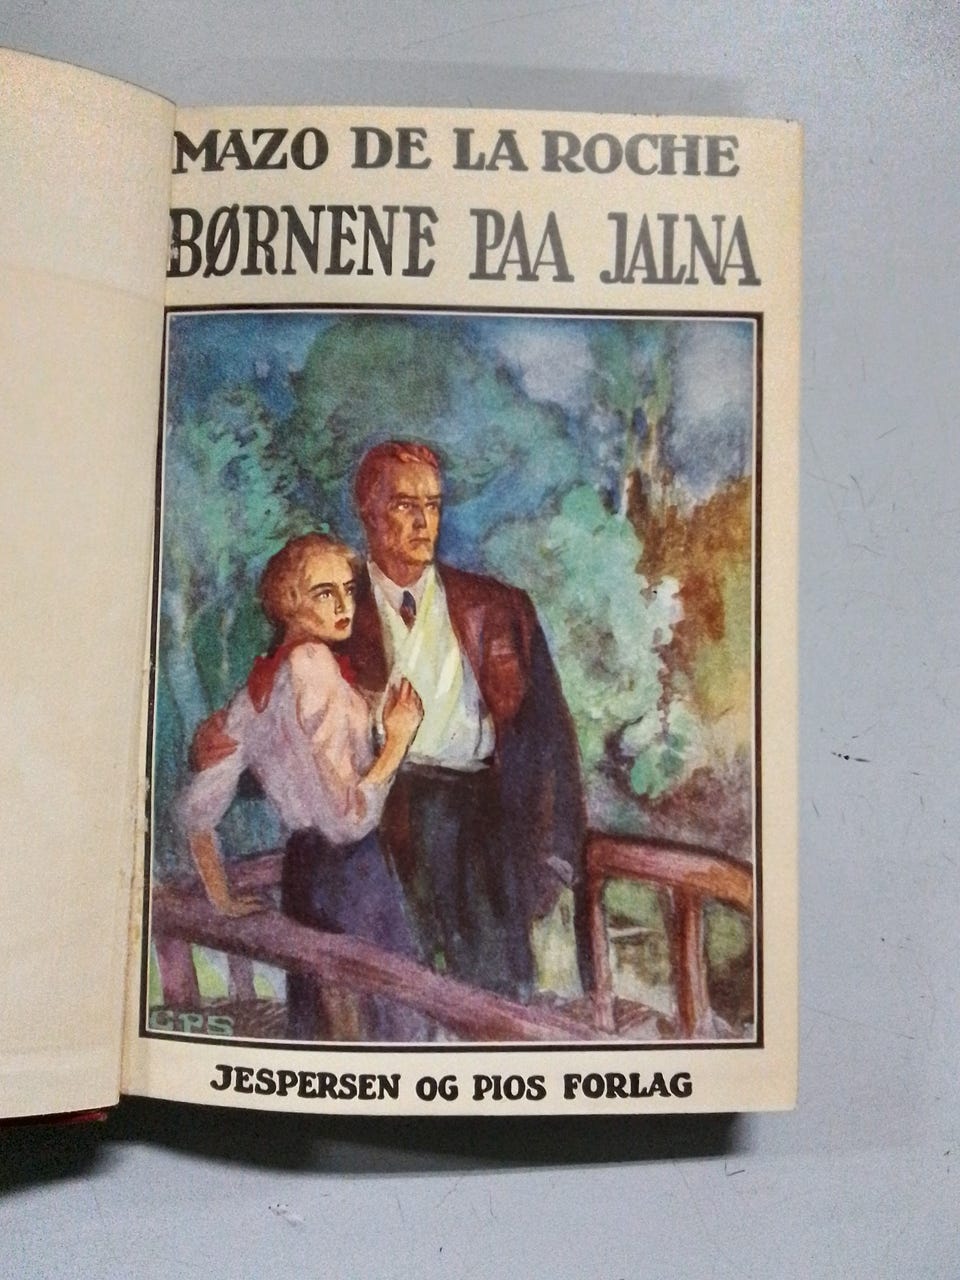 MAZO DE LA ROCHE
BØRNENE PAA JALNA
GPS
JESPERSEN OG PIOS FORLAG